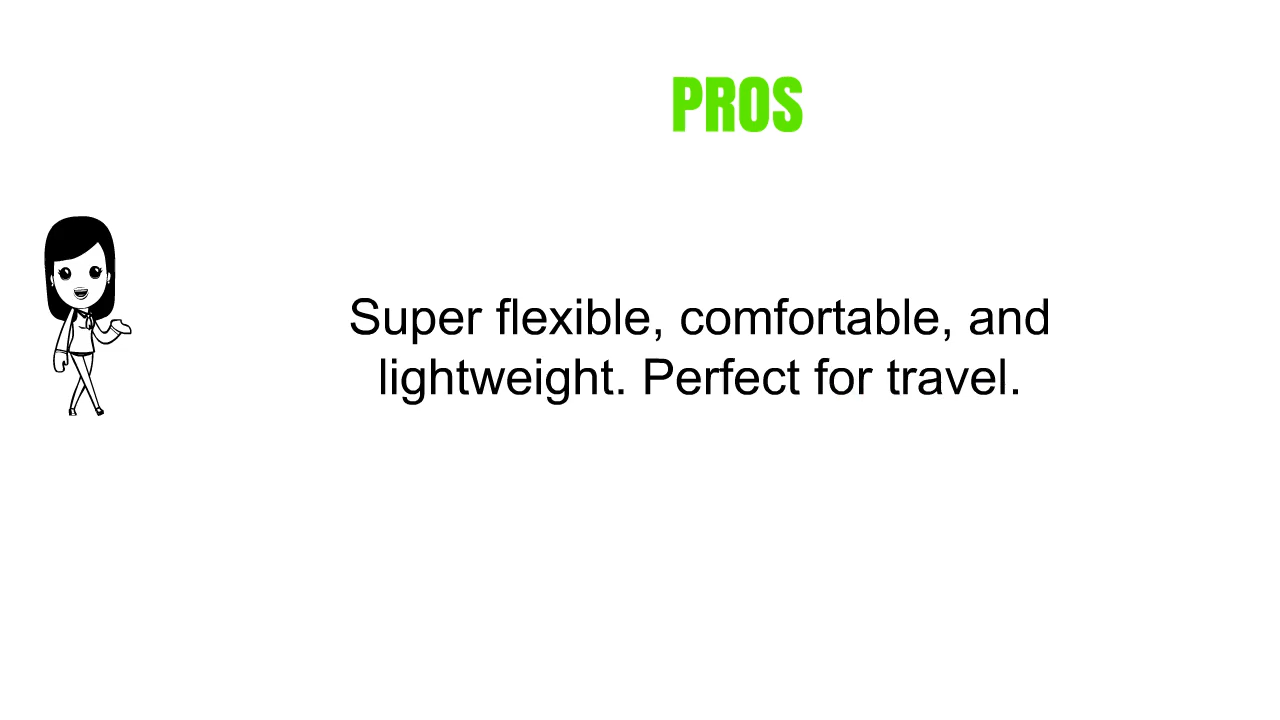 PROS
Super flexible, comfortable, and
lightweight. Perfect for travel.